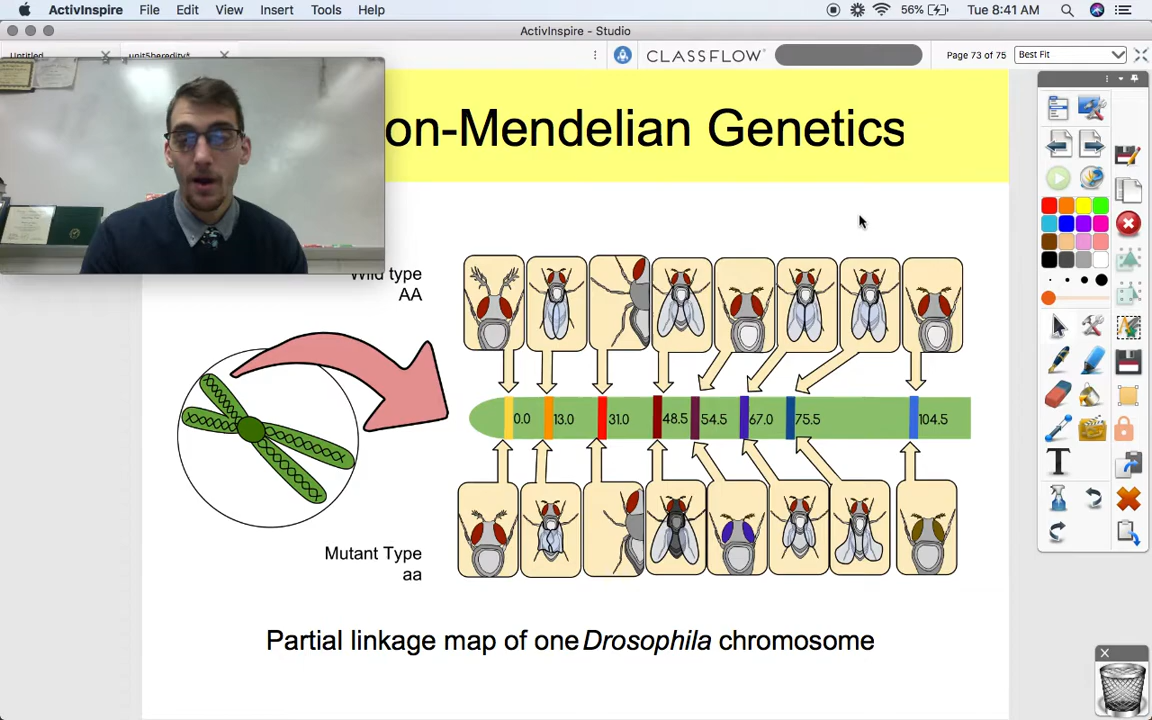 ActivInspire File Edit View Insert Tools Help 56% Tue 8:41 AM
ActivInspire - Studio
Untitled unit5heredity* CLASSFLOW Page 73 of 75 Best Fit
on-Mendelian Genetics
Wild type
AA
0.0 13.0 31.0 48.5 54.5 67.0 75.5 104.5
T
Mutant Type
aa
Partial linkage map of one Drosophila chromosome